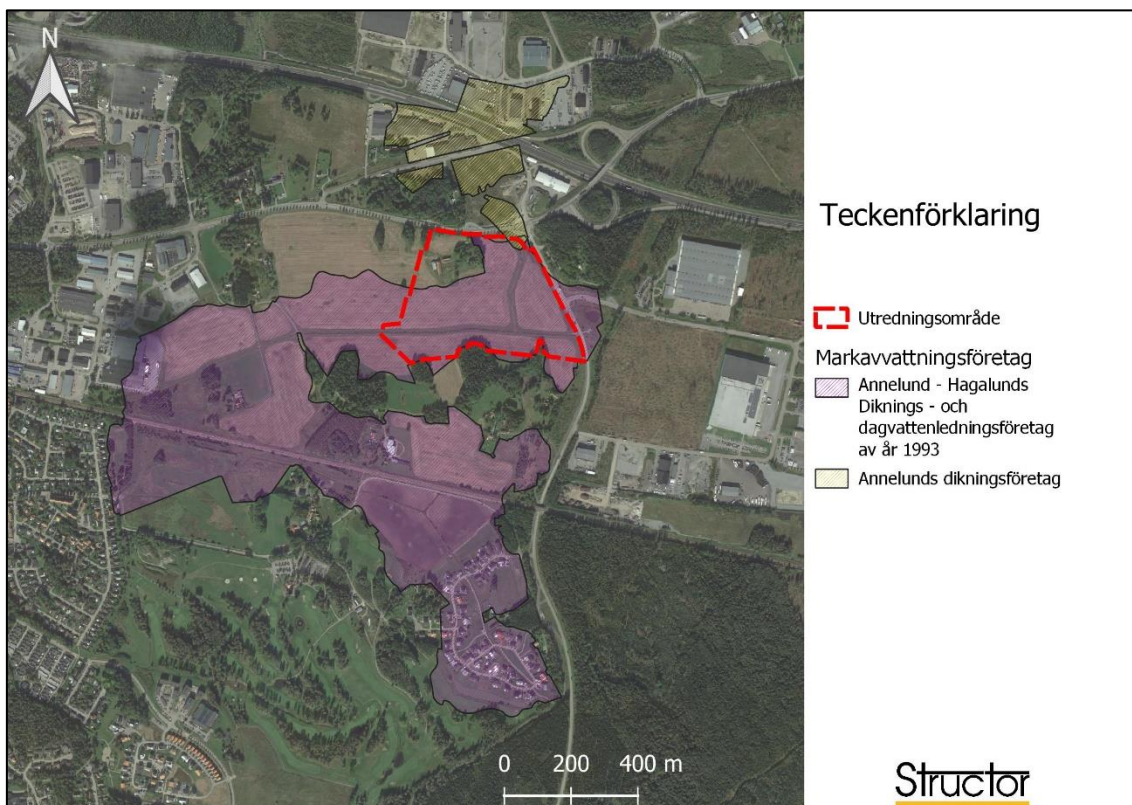 N
0 200 400 m
Teckenförklaring
Utredningsområde
Markavvattningsföretag
Annelund - Hagalunds
Diknings - och
dagvattenledningsföretag
av år 1993
Annelunds dikningsföretag
Structor